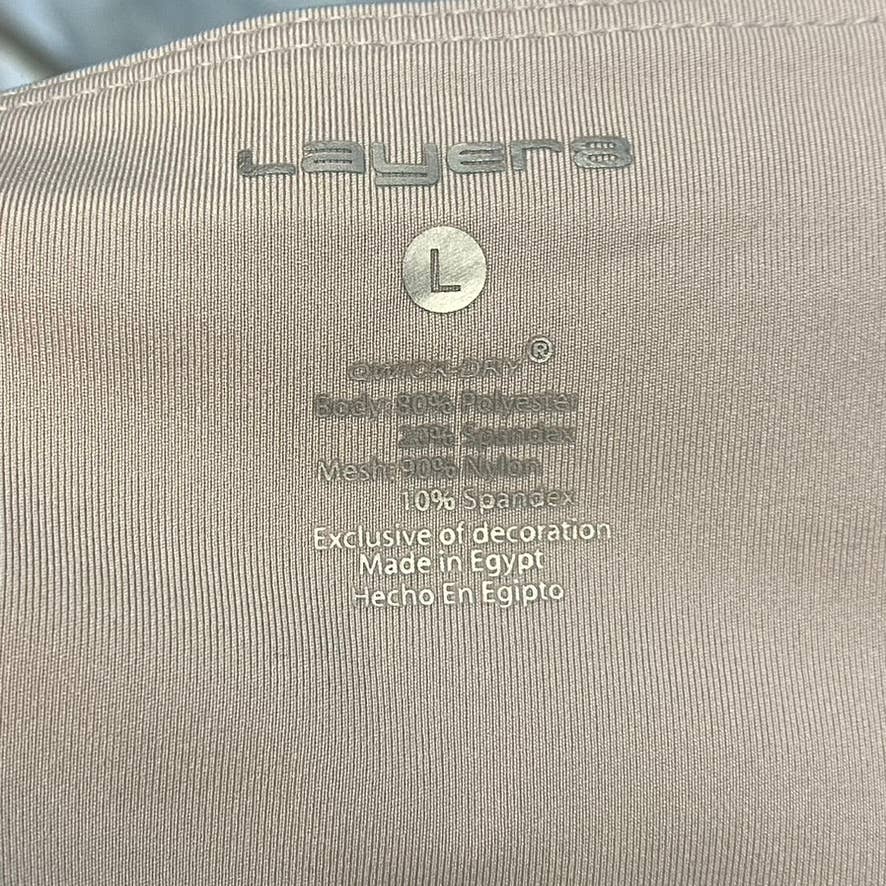 Layer8
L
QWICK-DRY®
Body: 80% Polyester
20% Spandex
Mesh: 90% Nylon
10% Spandex
Exclusive of decoration
Made in Egypt
Hecho En Egipto